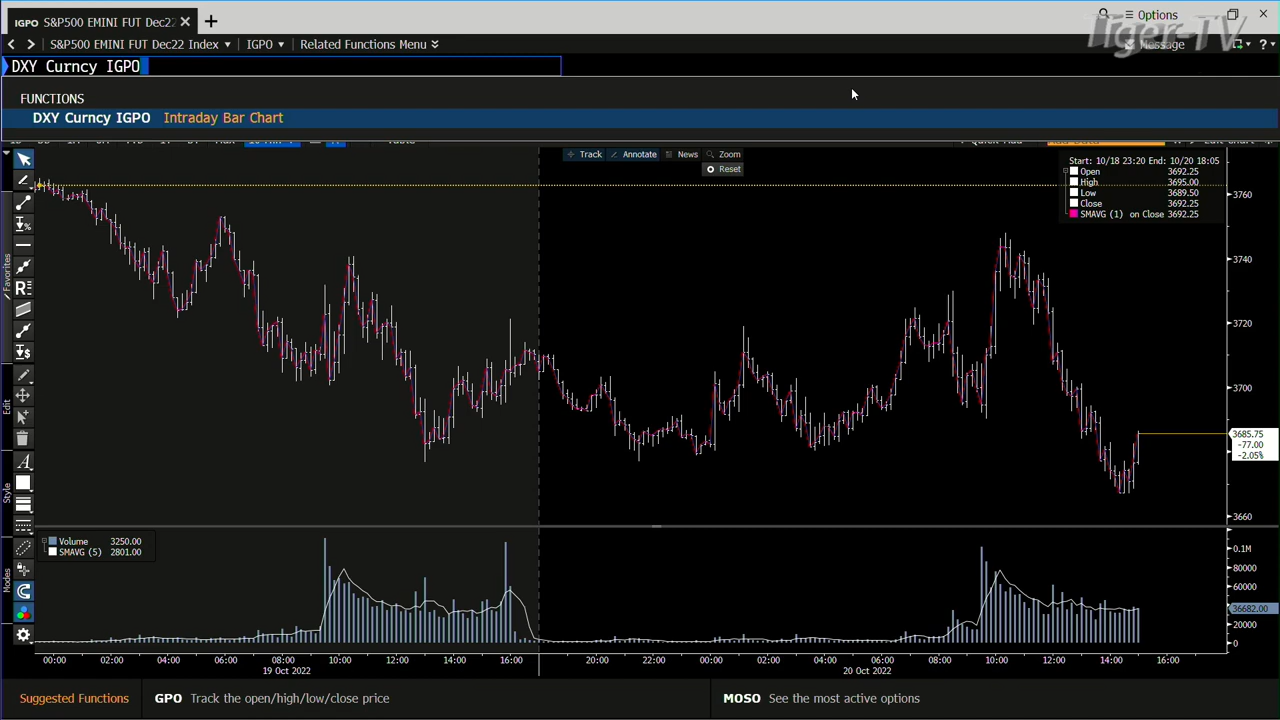 IGPO S&P500 EMINI FUT Dec22
Options
Tiger-TV
S&P500 EMINI FUT Dec22 Index IGPO Related Functions Menu
Message
DXY Curncy IGPO
FUNCTIONS
DXY Curncy IGPO Intraday Bar Chart
Track Annotate News Zoom
Reset
Start: 10/18 23:20 End: 10/20 18:05
Open 3692.25
High 3695.00
Low 3689.50
Close 3692.25
SMAVG (1) on Close 3692.25
3760
3740
3720
3700
3685.75
-77.00
-2.05%
3660
Favorites
Edit
Style
Modes
Volume 3250.00
SMAVG (5) 2801.00
0.1M
80000
60000
36682.00
20000
0
00:00 02:00 04:00 06:00 08:00 10:00 12:00 14:00 16:00 20:00 22:00 00:00 02:00 04:00 06:00 08:00 10:00 12:00 14:00 16:00
19 Oct 2022 20 Oct 2022
Suggested Functions GPO Track the open/high/low/close price MOSO See the most active options